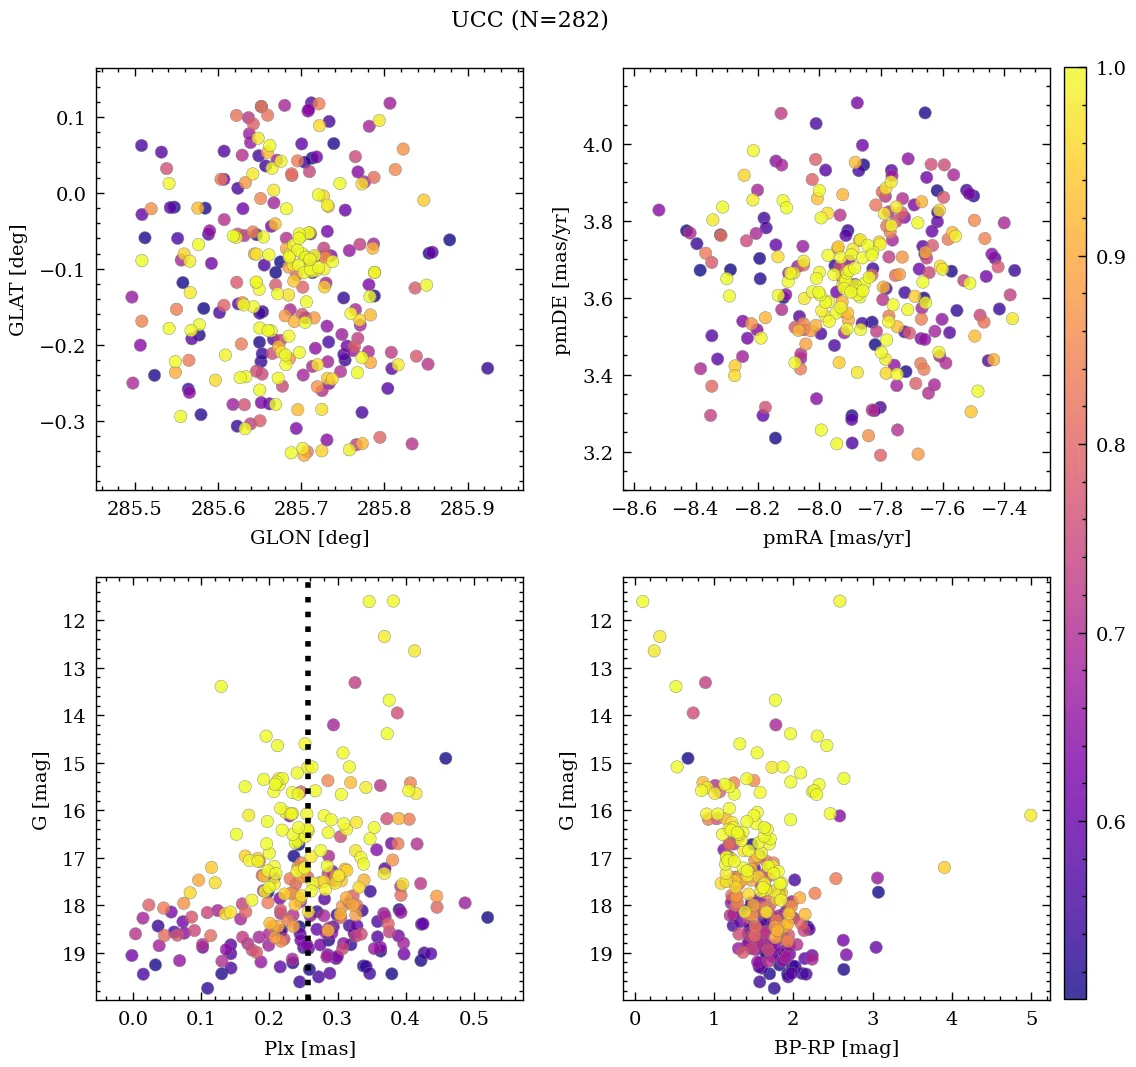 UCC (N=282)
0.1
0.0
−0.1
−0.2
−0.3
GLAT [deg]
285.5 285.6 285.7 285.8 285.9
GLON [deg]
4.0
3.8
3.6
3.4
3.2
pmDE [mas/yr]
−8.6 −8.4 −8.2 −8.0 −7.8 −7.6 −7.4
pmRA [mas/yr]
1.0
0.9
0.8
0.7
0.6
12
13
14
15
16
17
18
19
G [mag]
0.0 0.1 0.2 0.3 0.4 0.5
Plx [mas]
12
13
14
15
16
17
18
19
G [mag]
0 1 2 3 4 5
BP-RP [mag]